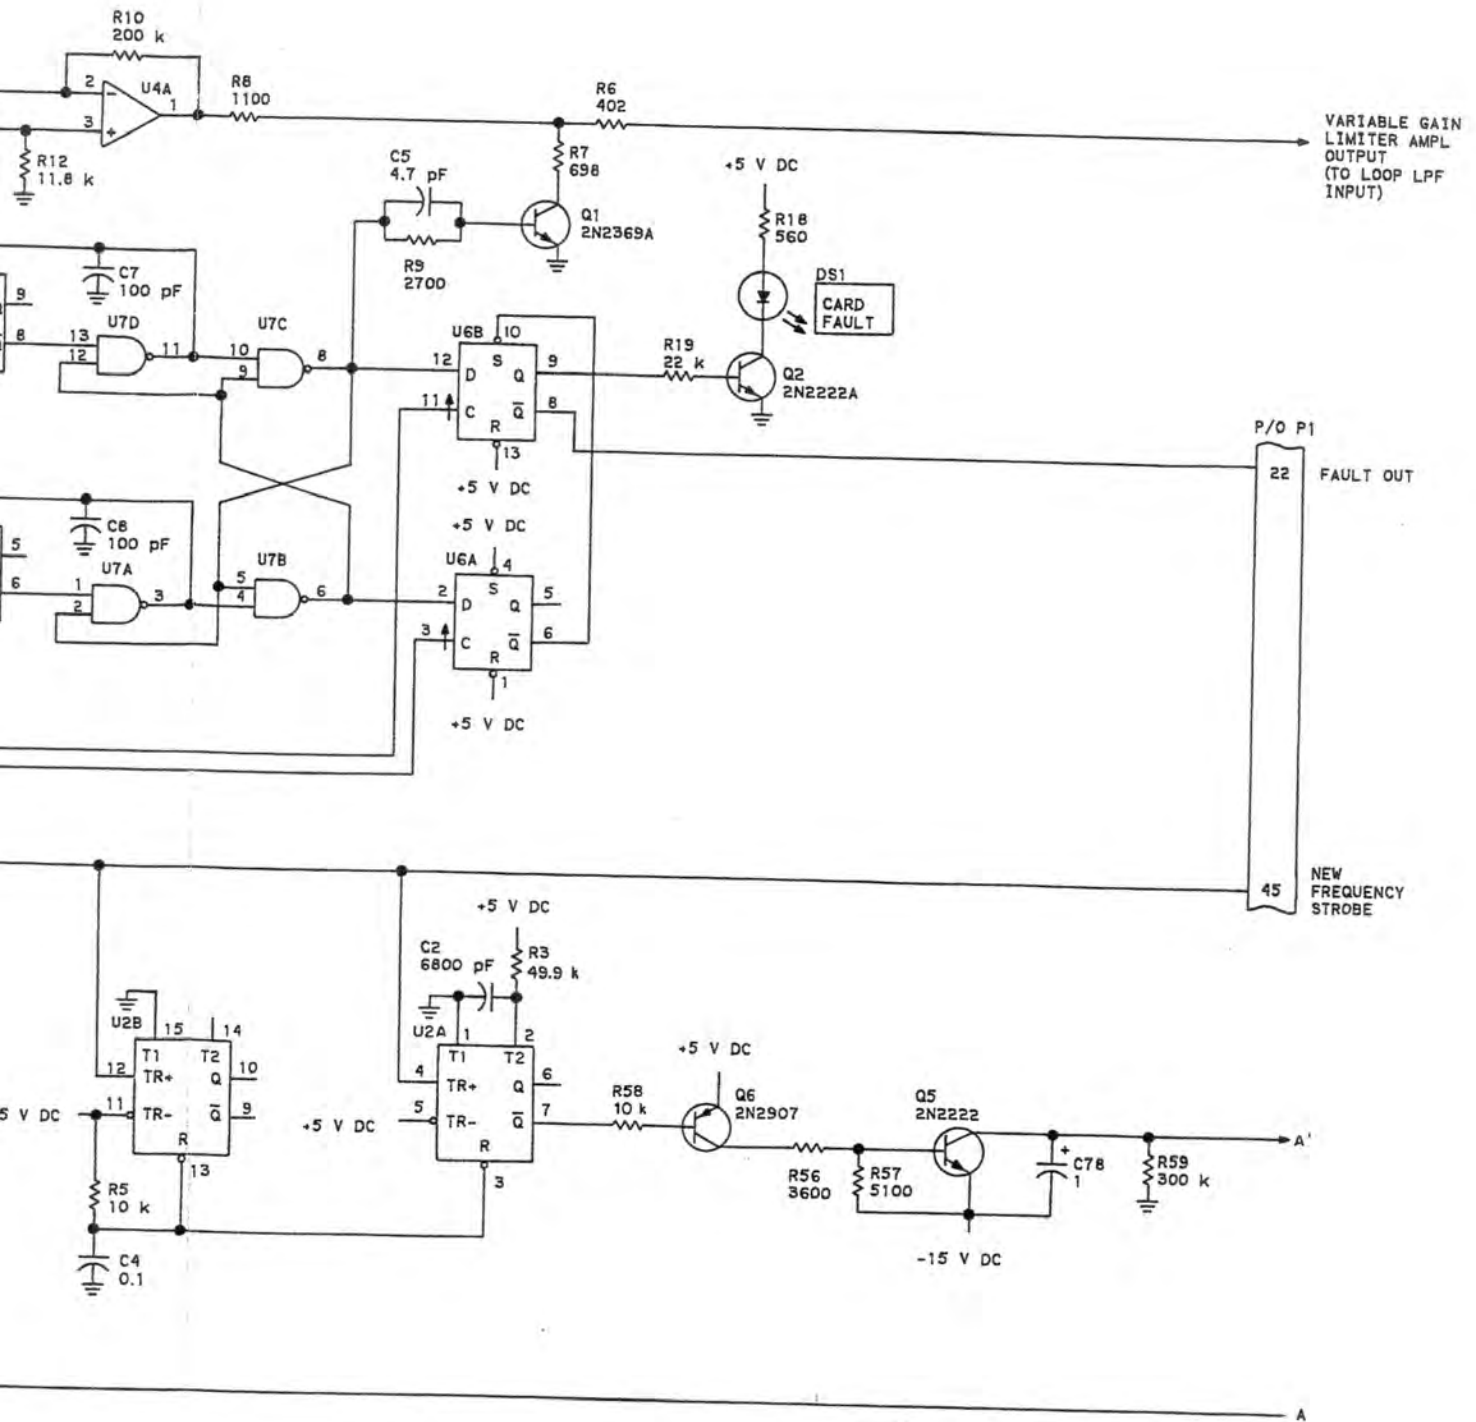 R10
200 k
2
U4A
1
3
R8
1100
R12
11.8 k
R6
402
VARIABLE GAIN
LIMITER AMPL
OUTPUT
(TO LOOP LPF
INPUT)
R7
698
C5
4.7 pF
R9
2700
Q1
2N2369A
+5 V DC
R18
560
DS1
CARD
FAULT
C7
100 pF
9
8
U7D
13
12
11
U7C
10
9
8
U6B
10
S
12
D
Q
9
11
C
Q̅
8
R
13
+5 V DC
R19
22 k
Q2
2N2222A
P/O P1
22
FAULT OUT
C6
100 pF
5
6
U7A
1
2
3
U7B
5
4
6
+5 V DC
U6A
4
S
2
D
Q
5
3
C
Q̅
6
R
1
+5 V DC
45
NEW
FREQUENCY
STROBE
+5 V DC
C2
6800 pF
R3
49.9 k
U2B
15
14
T1
T2
12
TR+
Q
10
5 V DC
11
TR-
Q̅
9
R
13
R5
10 k
C4
0.1
U2A
1
2
T1
T2
4
TR+
Q
6
+5 V DC
5
TR-
Q̅
7
R
3
R58
10 k
+5 V DC
Q6
2N2907
R56
3600
R57
5100
Q5
2N2222
-15 V DC
+
C78
1
R59
300 k
A'
A